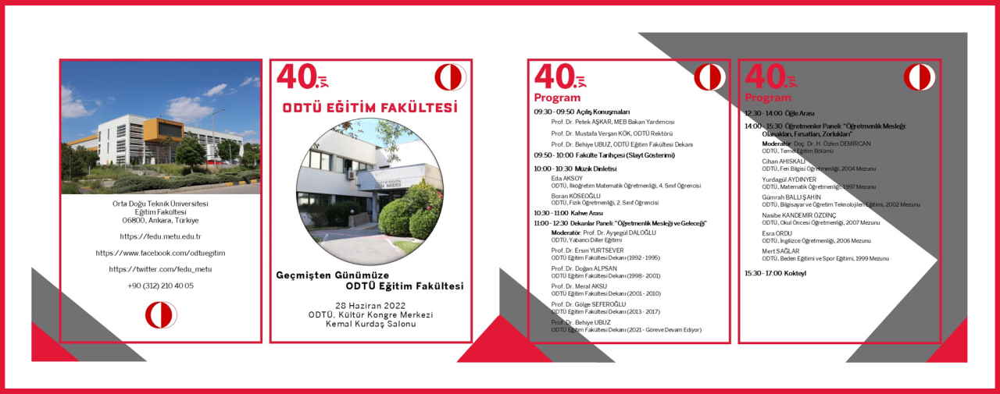 Orta Doğu Teknik Üniversitesi
Eğitim Fakültesi
06800, Ankara, Türkiye
https://fedu.metu.edu.tr
https://www.facebook.com/odtuegitim
https://twitter.com/fedu_metu
+90 (312) 210 40 05
40.yıl
ODTÜ EĞİTİM FAKÜLTESİ
Geçmişten Günümüze
ODTÜ Eğitim Fakültesi
28 Haziran 2022
ODTÜ, Kültür Kongre Merkezi
Kemal Kurdaş Salonu
40.yıl
Program
09:30 - 09:50 Açılış Konuşmaları
Prof. Dr. Petek AŞKAR, MEB Bakan Yardımcısı
Prof. Dr. Mustafa Verşan KÖK, ODTÜ Rektörü
Prof. Dr. Behiye UBUZ, ODTÜ Eğitim Fakültesi Dekanı
09:50 - 10:00 Fakülte Tarihçesi (Slayt Gösterimi)
10:00 - 10:30 Müzik Dinletisi
Eda AKSOY
ODTÜ, İlköğretim Matematik Öğretmenliği, 4. Sınıf Öğrencisi
Boran KÖSEOĞLU
ODTÜ, Fizik Öğretmenliği, 2. Sınıf Öğrencisi
10:30 - 11:00 Kahve Arası
11:00 - 12:30 Dekanlar Paneli: "Öğretmenlik Mesleği ve Geleceği"
Moderatör: Prof. Dr. Ayşegül DALOĞLU
ODTÜ, Yabancı Diller Eğitimi
Prof. Dr. Ersin YURTSEVER
ODTÜ Eğitim Fakültesi Dekanı (1992 - 1995)
Prof. Dr. Doğan ALPSAN
ODTÜ Eğitim Fakültesi Dekanı (1998 - 2001)
Prof. Dr. Meral AKSU
ODTÜ Eğitim Fakültesi Dekanı (2001 - 2010)
Prof. Dr. Gölge SEFEROĞLU
ODTÜ Eğitim Fakültesi Dekanı (2013 - 2017)
Prof. Dr. Behiye UBUZ
ODTÜ Eğitim Fakültesi Dekanı (2021 - Göreve Devam Ediyor)
40.yıl
Program
12:30 - 14:00 Öğle Arası
14:00 - 15:30 Öğretmenler Paneli: "Öğretmenlik Mesleği:
Olanakları, Fırsatları, Zorlukları"
Moderatör: Doç. Dr. H. Özlen DEMİRCAN
ODTÜ, Temel Eğitim Bölümü
Cihan AHISKALI
ODTÜ, Fen Bilgisi Öğretmenliği, 2004 Mezunu
Yurdagül AYDINYER
ODTÜ, Matematik Öğretmenliği, 1997 Mezunu
Gümrah BALLI ŞAHİN
ODTÜ, Bilgisayar ve Öğretim Teknolojileri Eğitimi, 2002 Mezunu
Nasibe KANDEMİR ÖZDİNÇ
ODTÜ, Okul Öncesi Öğretmenliği, 2007 Mezunu
Esra ORDU
ODTÜ, İngilizce Öğretmenliği, 2006 Mezunu
Mert SAĞLAR
ODTÜ, Beden Eğitimi ve Spor Eğitimi, 1999 Mezunu
15:30 - 17:00 Kokteyl